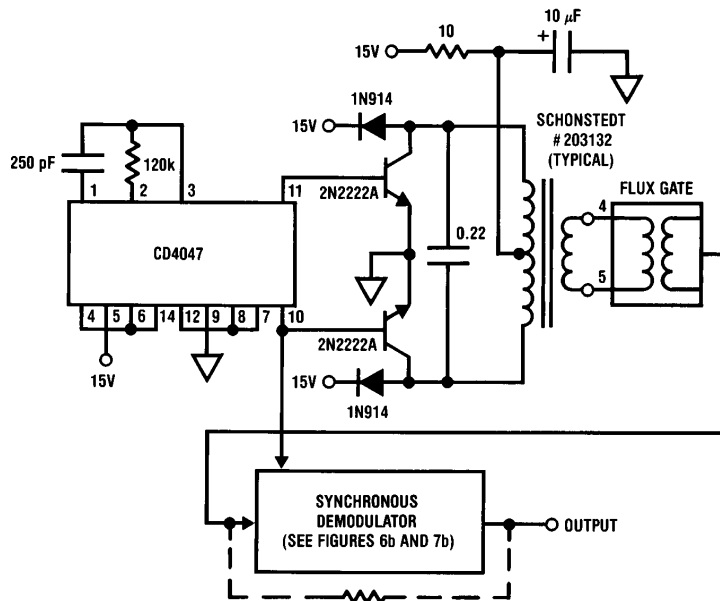 10 µF
10
+
15V
SCHONSTEDT
# 203132
(TYPICAL)
1N914
15V
250 pF
120k
1 2 3
11
2N2222A
FLUX GATE
4
CD4047
0.22
5
4 5 6 14 12 9 8 7 10
2N2222A
15V
15V
1N914
SYNCHRONOUS
DEMODULATOR
(SEE FIGURES 6b AND 7b)
OUTPUT